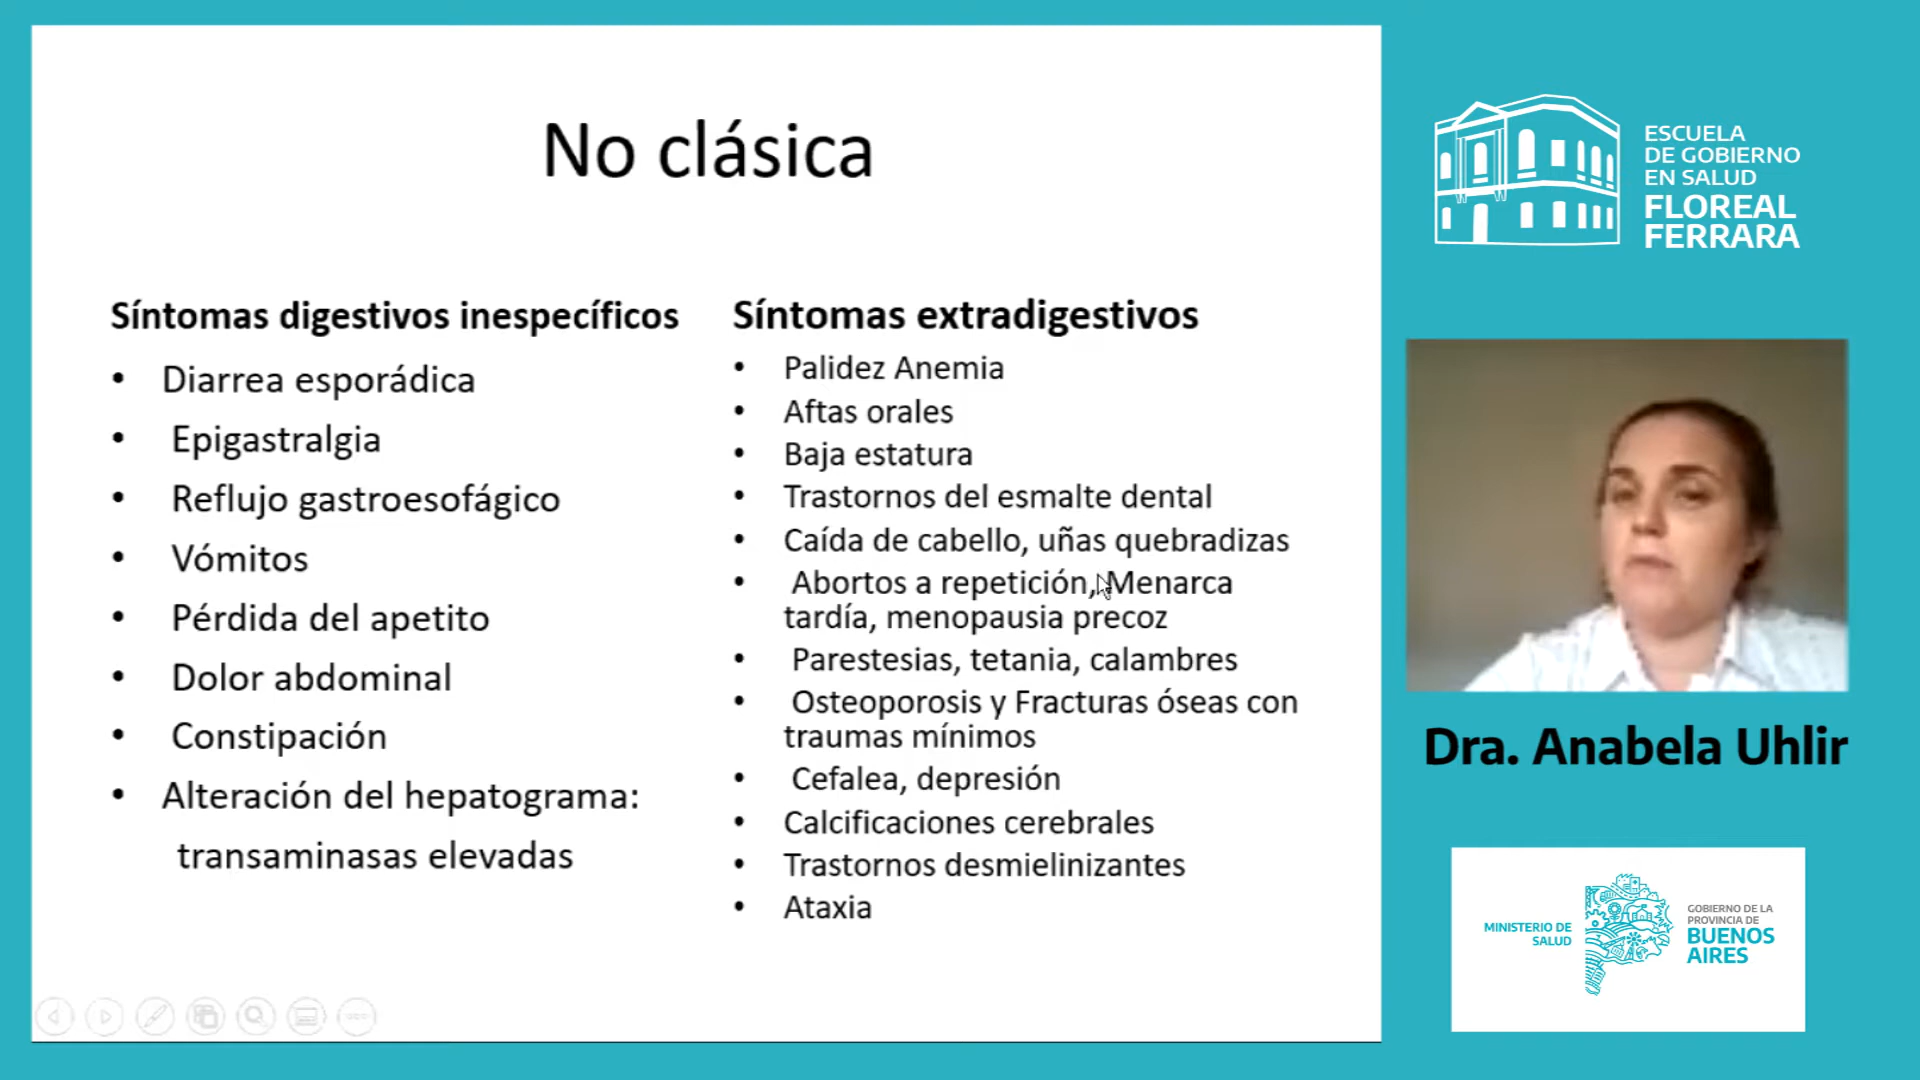 No clásica
Síntomas digestivos inespecíficos
• Diarrea esporádica
• Epigastralgia
• Reflujo gastroesofágico
• Vómitos
• Pérdida del apetito
• Dolor abdominal
• Constipación
• Alteración del hepatograma:
transaminasas elevadas
Síntomas extradigestivos
• Palidez Anemia
• Aftas orales
• Baja estatura
• Trastornos del esmalte dental
• Caída de cabello, uñas quebradizas
• Abortos a repetición, Menarca
tardía, menopausia precoz
• Parestesias, tetania, calambres
• Osteoporosis y Fracturas óseas con
traumas mínimos
• Cefalea, depresión
• Calcificaciones cerebrales
• Trastornos desmielinizantes
• Ataxia
ESCUELA
DE GOBIERNO
EN SALUD
FLOREAL
FERRARA
Dra. Anabela Uhlir
MINISTERIO DE
SALUD
GOBIERNO DE LA
PROVINCIA DE
BUENOS
AIRES